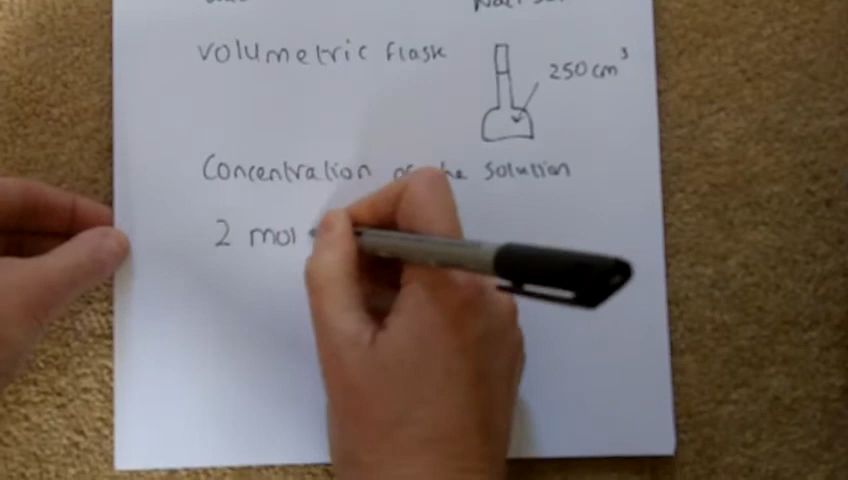 volumetric flask
250 cm³
Concentration of the solution
2 mol